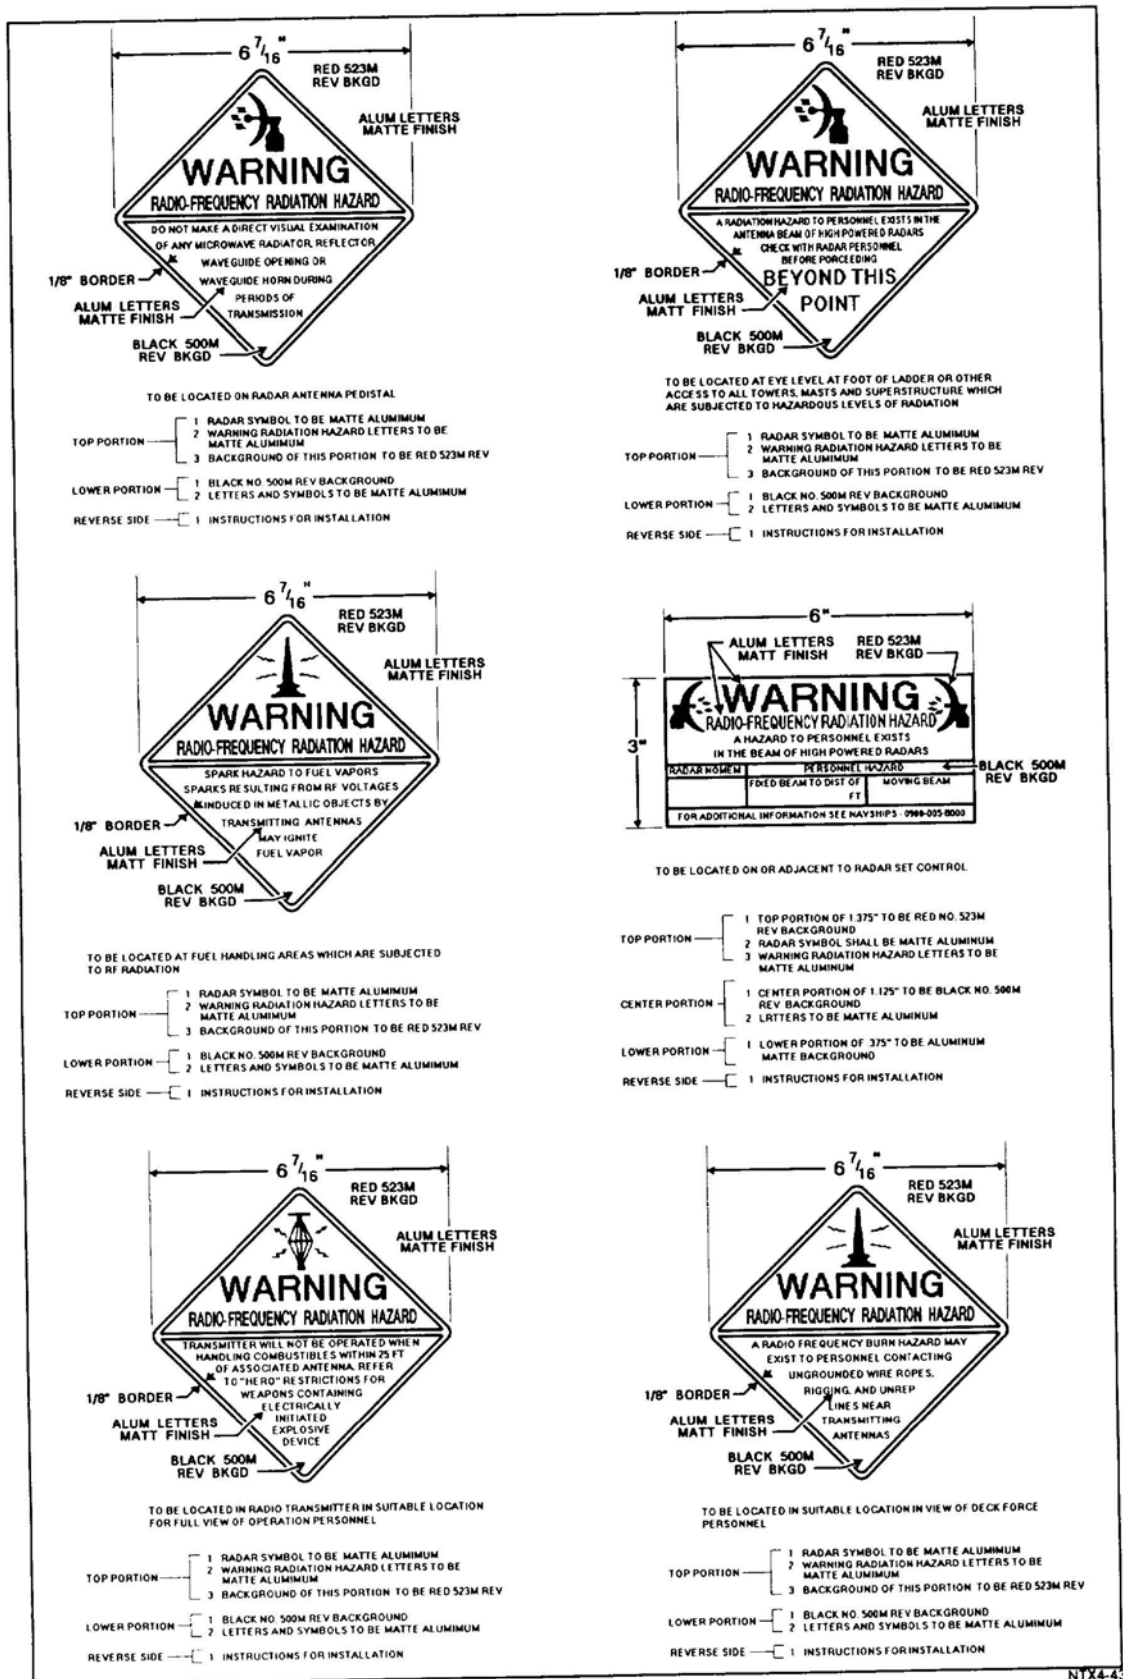 6 7/16"
RED 523M
REV BKGD
ALUM LETTERS
MATTE FINISH
WARNING
RADIO-FREQUENCY RADIATION HAZARD
DO NOT MAKE A DIRECT VISUAL EXAMINATION
OF ANY MICROWAVE RADIATOR, REFLECTOR
WAVEGUIDE OPENING OR
WAVEGUIDE HORN DURING
PERIODS OF
TRANSMISSION
1/8" BORDER
ALUM LETTERS
MATTE FINISH
BLACK 500M
REV BKGD
TO BE LOCATED ON RADAR ANTENNA PEDISTAL
TOP PORTION
1 RADAR SYMBOL TO BE MATTE ALUMIMUM
2 WARNING RADIATION HAZARD LETTERS TO BE
MATTE ALUMIMUM
3 BACKGROUND OF THIS PORTION TO BE RED 523M REV
LOWER PORTION
1 BLACK NO. 500M REV BACKGROUND
2 LETTERS AND SYMBOLS TO BE MATTE ALUMIMUM
REVERSE SIDE
1 INSTRUCTIONS FOR INSTALLATION
6 7/16"
RED 523M
REV BKGD
ALUM LETTERS
MATTE FINISH
WARNING
RADIO-FREQUENCY RADIATION HAZARD
A RADIATION HAZARD TO PERSONNEL EXISTS IN THE
ANTENNA BEAM OF HIGH POWERED RADARS
CHECK WITH RADAR PERSONNEL
BEFORE PORCEEDING
BEYOND THIS
POINT
1/8" BORDER
ALUM LETTERS
MATT FINISH
BLACK 500M
REV BKGD
TO BE LOCATED AT EYE LEVEL AT FOOT OF LADDER OR OTHER
ACCESS TO ALL TOWERS, MASTS AND SUPERSTRUCTURE WHICH
ARE SUBJECTED TO HAZARDOUS LEVELS OF RADIATION
TOP PORTION
1 RADAR SYMBOL TO BE MATTE ALUMIMUM
2 WARNING RADIATION HAZARD LETTERS TO BE
MATTE ALUMIMUM
3 BACKGROUND OF THIS PORTION TO BE RED 523M REV
LOWER PORTION
1 BLACK NO. 500M REV BACKGROUND
2 LETTERS AND SYMBOLS TO BE MATTE ALUMIMUM
REVERSE SIDE
1 INSTRUCTIONS FOR INSTALLATION
6 7/16"
RED 523M
REV BKGD
ALUM LETTERS
MATTE FINISH
WARNING
RADIO-FREQUENCY RADIATION HAZARD
SPARK HAZARD TO FUEL VAPORS
SPARKS RESULTING FROM RF VOLTAGES
INDUCED IN METALLIC OBJECTS BY
TRANSMITTING ANTENNAS
MAY IGNITE
FUEL VAPOR
1/8" BORDER
ALUM LETTERS
MATT FINISH
BLACK 500M
REV BKGD
TO BE LOCATED AT FUEL HANDLING AREAS WHICH ARE SUBJECTED
TO RF RADIATION
TOP PORTION
1 RADAR SYMBOL TO BE MATTE ALUMIMUM
2 WARNING RADIATION HAZARD LETTERS TO BE
MATTE ALUMIMUM
3 BACKGROUND OF THIS PORTION TO BE RED 523M REV
LOWER PORTION
1 BLACK NO. 500M REV BACKGROUND
2 LETTERS AND SYMBOLS TO BE MATTE ALUMIMUM
REVERSE SIDE
1 INSTRUCTIONS FOR INSTALLATION
6"
ALUM LETTERS
MATT FINISH
RED 523M
REV BKGD
3"
WARNING
RADIO-FREQUENCY RADIATION HAZARD
A HAZARD TO PERSONNEL EXISTS
IN THE BEAM OF HIGH POWERED RADARS
RADAR NOMEM PERSONNEL HAZARD
FIXED BEAM TO DIST OF
FT
MOVING BEAM
FOR ADDITIONAL INFORMATION SEE NAVSHIPS - 0900-005-8000
BLACK 500M
REV BKGD
TO BE LOCATED ON OR ADJACENT TO RADAR SET CONTROL
TOP PORTION
1 TOP PORTION OF 1.375" TO BE RED NO. 523M
REV BACKGROUND
2 RADAR SYMBOL SHALL BE MATTE ALUMINUM
3 WARNING RADIATION HAZARD LETTERS TO BE
MATTE ALUMINUM
CENTER PORTION
1 CENTER PORTION OF 1.125" TO BE BLACK NO. 500M
REV BACKGROUND
2 LRTTERS TO BE MATTE ALUMINUM
LOWER PORTION
1 LOWER PORTION OF .375" TO BE ALUMINUM
MATTE BACKGROUND
REVERSE SIDE
1 INSTRUCTIONS FOR INSTALLATION
6 7/16"
RED 523M
REV BKGD
ALUM LETTERS
MATTE FINISH
WARNING
RADIO-FREQUENCY RADIATION HAZARD
TRANSMITTER WILL NOT BE OPERATED WHEN
HANDLING COMBUSTIBLES WITHIN 25 FT
OF ASSOCIATED ANTENNA. REFER
TO "HERO" RESTRICTIONS FOR
WEAPONS CONTAINING
ELECTRICALLY
INITIATED
EXPLOSIVE
DEVICE
1/8" BORDER
ALUM LETTERS
MATT FINISH
BLACK 500M
REV BKGD
TO BE LOCATED IN RADIO TRANSMITTER IN SUITABLE LOCATION
FOR FULL VIEW OF OPERATION PERSONNEL
TOP PORTION
1 RADAR SYMBOL TO BE MATTE ALUMIMUM
2 WARNING RADIATION HAZARD LETTERS TO BE
MATTE ALUMIMUM
3 BACKGROUND OF THIS PORTION TO BE RED 523M REV
LOWER PORTION
1 BLACK NO. 500M REV BACKGROUND
2 LETTERS AND SYMBOLS TO BE MATTE ALUMIMUM
REVERSE SIDE
1 INSTRUCTIONS FOR INSTALLATION
6 7/16"
RED 523M
REV BKGD
ALUM LETTERS
MATTE FINISH
WARNING
RADIO-FREQUENCY RADIATION HAZARD
A RADIO FREQUENCY BURN HAZARD MAY
EXIST TO PERSONNEL CONTACTING
UNGROUNDED WIRE ROPES,
RIGGING, AND UNREP
LINES NEAR
TRANSMITTING
ANTENNAS
1/8" BORDER
ALUM LETTERS
MATT FINISH
BLACK 500M
REV BKGD
TO BE LOCATED IN SUITABLE LOCATION IN VIEW OF DECK FORCE
PERSONNEL
TOP PORTION
1 RADAR SYMBOL TO BE MATTE ALUMIMUM
2 WARNING RADIATION HAZARD LETTERS TO BE
MATTE ALUMIMUM
3 BACKGROUND OF THIS PORTION TO BE RED 523M REV
LOWER PORTION
1 BLACK NO. 500M REV BACKGROUND
2 LETTERS AND SYMBOLS TO BE MATTE ALUMIMUM
REVERSE SIDE
1 INSTRUCTIONS FOR INSTALLATION
NTX4-43